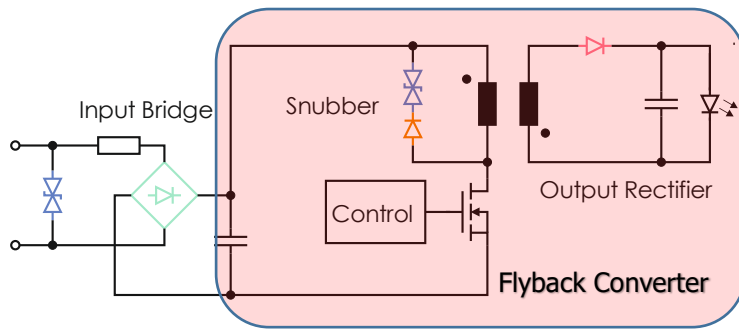 Input Bridge
Snubber
Control
Output Rectifier
Flyback Converter